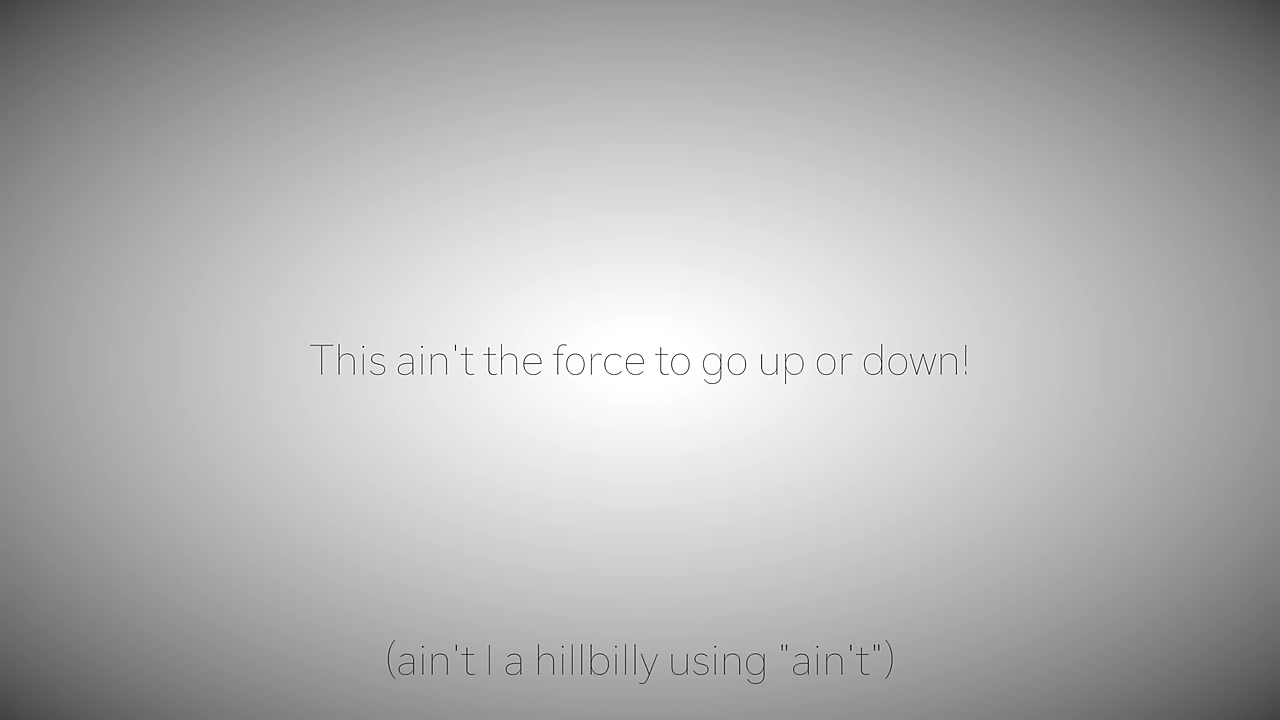 This ain't the force to go up or down!
(ain't I a hillbilly using "ain't")